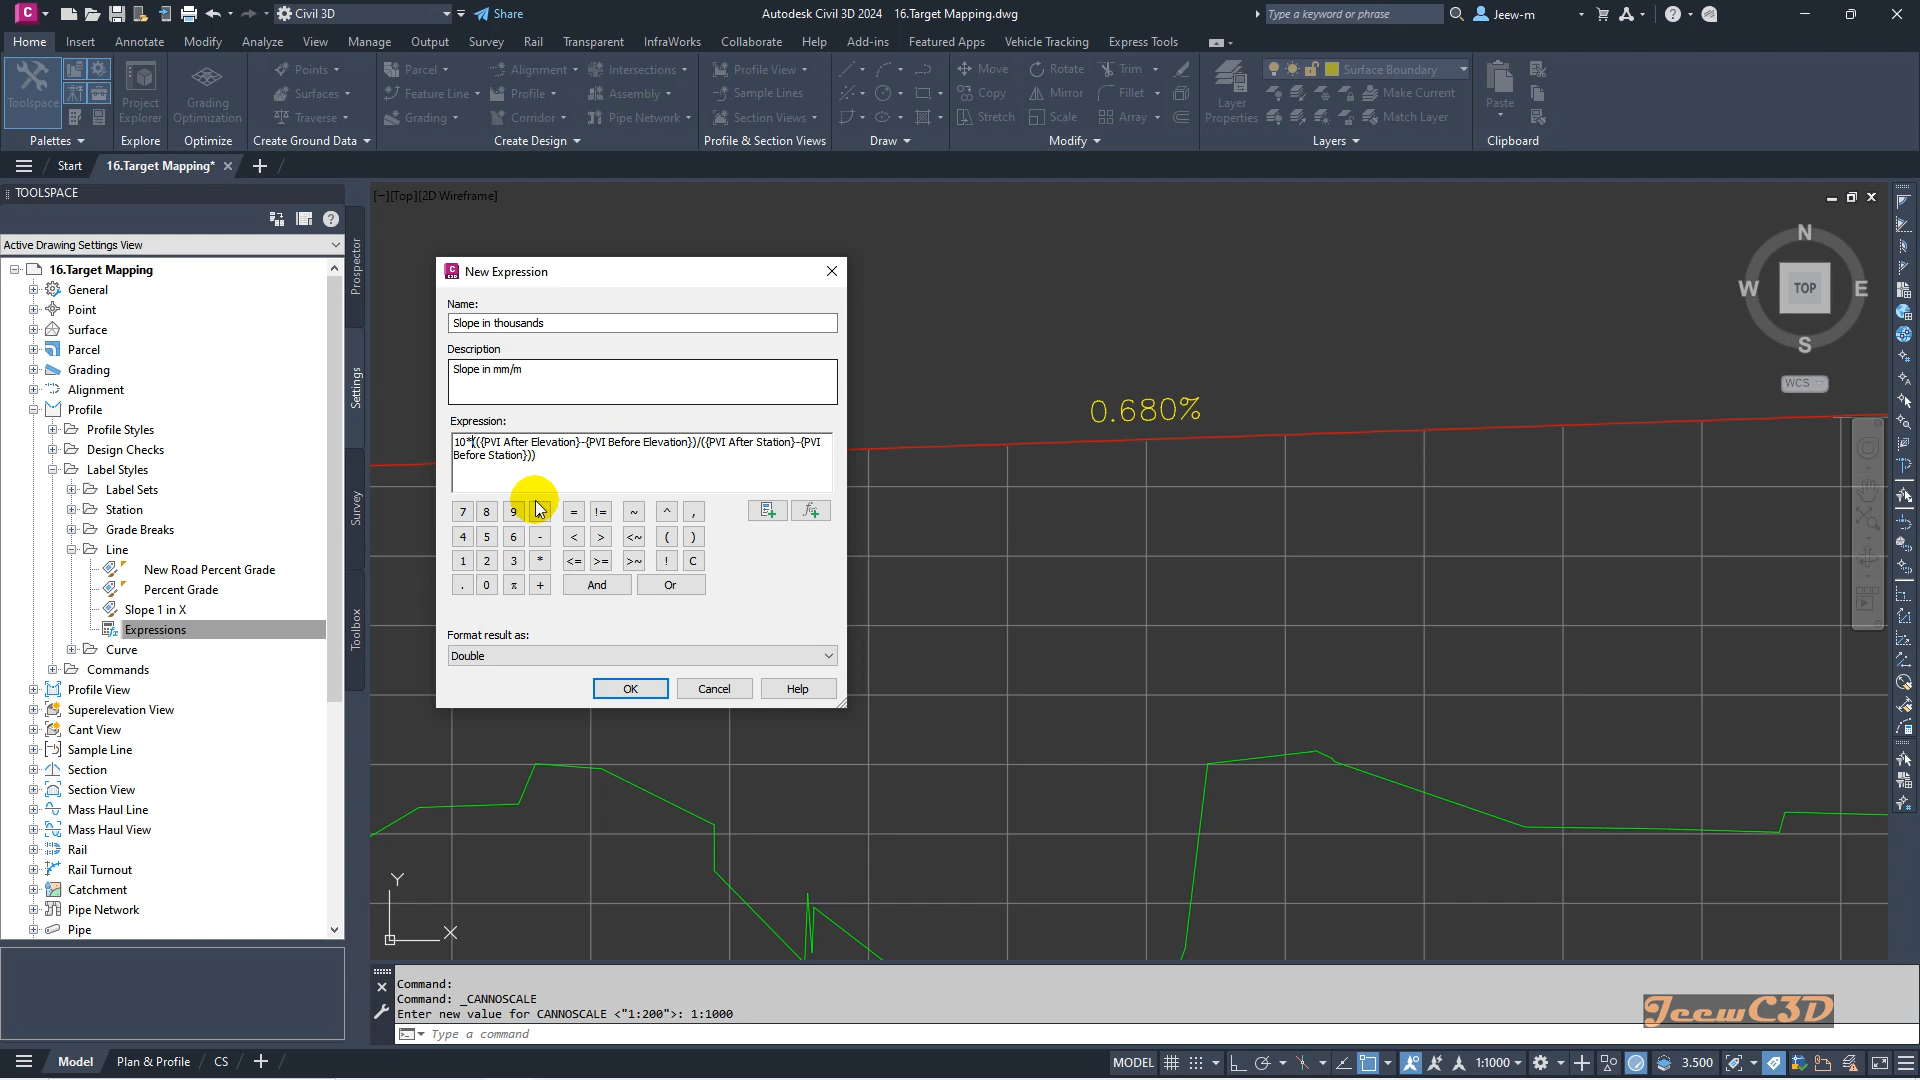 Civil 3D
Share
Autodesk Civil 3D 2024 16.Target Mapping.dwg
Type a keyword or phrase
Jeew-m
Home Insert Annotate Modify Analyze View Manage Output Survey Rail Transparent InfraWorks Collaborate Help Add-ins Featured Apps Vehicle Tracking Express Tools
Toolspace
Project Explorer
Grading Optimization
Points
Surfaces
Traverse
Parcel
Feature Line
Grading
Alignment
Profile
Corridor
Intersections
Assembly
Pipe Network
Profile View
Sample Lines
Section Views
Move
Copy
Stretch
Rotate
Mirror
Scale
Trim
Fillet
Array
Layer Properties
Surface Boundary
Make Current
Match Layer
Paste
Palettes Explore Optimize Create Ground Data Create Design Profile & Section Views Draw Modify Layers Clipboard
Start 16.Target Mapping*
TOOLSPACE
Active Drawing Settings View
16.Target Mapping
General
Point
Surface
Parcel
Grading
Alignment
Profile
Profile Styles
Design Checks
Label Styles
Label Sets
Station
Grade Breaks
Line
New Road Percent Grade
Percent Grade
Slope 1 in X
Expressions
Curve
Commands
Profile View
Superelevation View
Cant View
Sample Line
Section
Section View
Mass Haul Line
Mass Haul View
Rail
Rail Turnout
Catchment
Pipe Network
Pipe
Prospector
Settings
Survey
Toolbox
[−][Top][2D Wireframe]
N
W TOP E
S
WCS
0.680%
New Expression
Name:
Slope in thousands
Description
Slope in mm/m
Expression:
10*(({PVI After Elevation}-{PVI Before Elevation})/({PVI After Station}-{PVI
Before Station}))
7 8 9 = != ~ ^ ,
4 5 6 - < > <~ ( )
1 2 3 * <= >= >~ ! C
. 0 π + And Or
Format result as:
Double
OK Cancel Help
Y
X
Command:
Command: _CANNOSCALE
Enter new value for CANNOSCALE <"1:200">: 1:1000
Type a command
JeewC3D
Model Plan & Profile CS
MODEL 1:1000 3.500